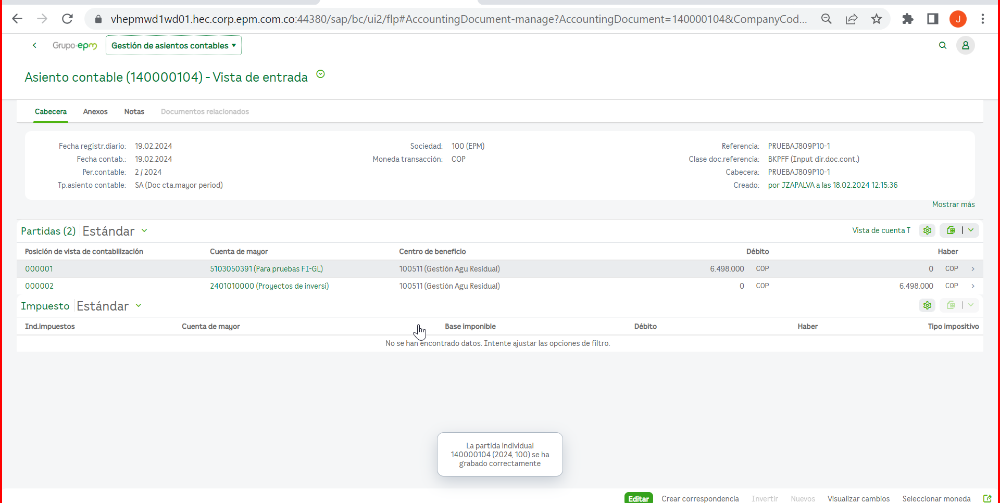 vhepmwd1wd01.hec.corp.epm.com.co:44380/sap/bc/ui2/flp#AccountingDocument-manage?AccountingDocument=140000104&CompanyCod... J
Grupo·epm Gestión de asientos contables
Asiento contable (140000104) - Vista de entrada
Cabecera Anexos Notas Documentos relacionados
Fecha registr.diario: 19.02.2024 Sociedad: 100 (EPM) Referencia: PRUEBAJ809P10-1
Fecha contab.: 19.02.2024 Moneda transacción: COP Clase doc.referencia: BKPFF (Input dir.doc.cont.)
Per.contable: 2 / 2024 Cabecera: PRUEBAJ809P10-1
Tp.asiento contable: SA (Doc cta.mayor period) Creado: por JZAPALVA a las 18.02.2024 12:15:36
Mostrar más
Partidas (2) Estándar Vista de cuenta T
Posición de vista de contabilización Cuenta de mayor Centro de beneficio Débito Haber
000001 5103050391 (Para pruebas FI-GL) 100511 (Gestión Agu Residual) 6.498.000 COP 0 COP
000002 2401010000 (Proyectos de inversi) 100511 (Gestión Agu Residual) 0 COP 6.498.000 COP
Impuesto Estándar
Ind.impuestos Cuenta de mayor Base imponible Débito Haber Tipo impositivo
No se han encontrado datos. Intente ajustar las opciones de filtro.
La partida individual
140000104 (2024, 100) se ha
grabado correctamente
Editar Crear correspondencia Invertir Nuevos Visualizar cambios Seleccionar moneda